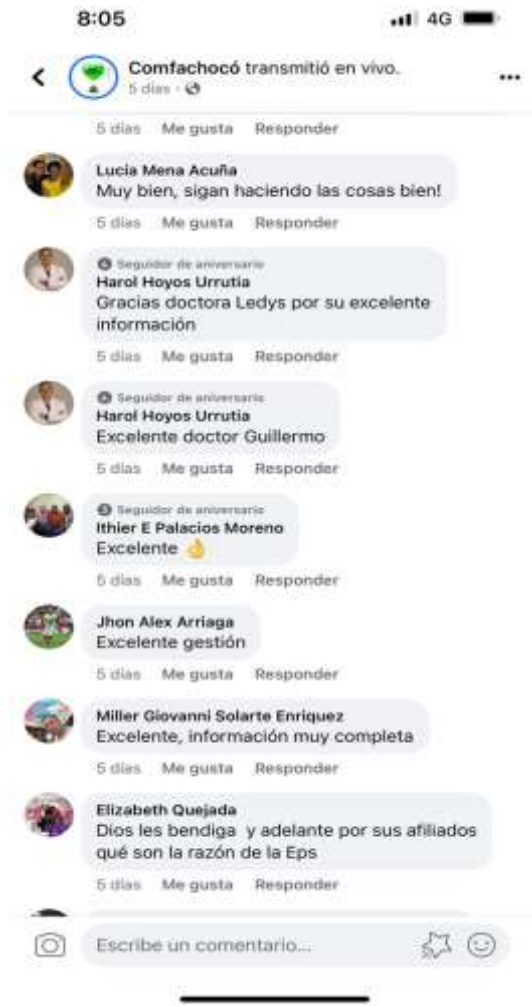 8:05
4G
Comfachocó transmitió en vivo.
5 días
5 días Me gusta Responder
Lucia Mena Acuña
Muy bien, sigan haciendo las cosas bien!
5 días Me gusta Responder
Seguidor de aniversario
Harol Hoyos Urrutia
Gracias doctora Ledys por su excelente
información
5 días Me gusta Responder
Seguidor de aniversario
Harol Hoyos Urrutia
Excelente doctor Guillermo
5 días Me gusta Responder
Seguidor de aniversario
Ithier E Palacios Moreno
Excelente 👌
5 días Me gusta Responder
Jhon Alex Arriaga
Excelente gestión
5 días Me gusta Responder
Miller Giovanni Solarte Enriquez
Excelente, información muy completa
5 días Me gusta Responder
Elizabeth Quejada
Dios les bendiga y adelante por sus afiliados
qué son la razón de la Eps
5 días Me gusta Responder
Escribe un comentario...